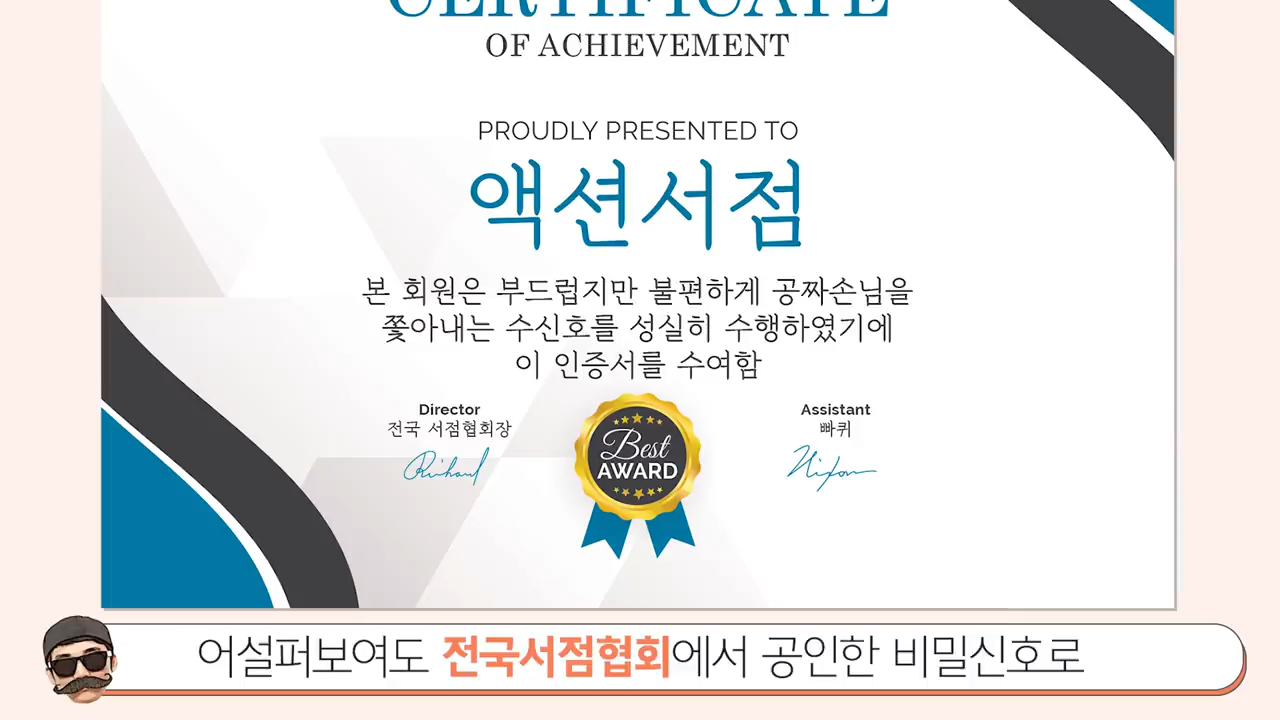 CERTIFICATE
OF ACHIEVEMENT
PROUDLY PRESENTED TO
액션서점
본 회원은 부드럽지만 불편하게 공짜손님을
쫓아내는 수신호를 성실히 수행하였기에
이 인증서를 수여함
Director
전국 서점협회장
Richard
Best
AWARD
Assistant
빠퀴
Nixon
어설퍼보여도 전국서점협회에서 공인한 비밀신호로